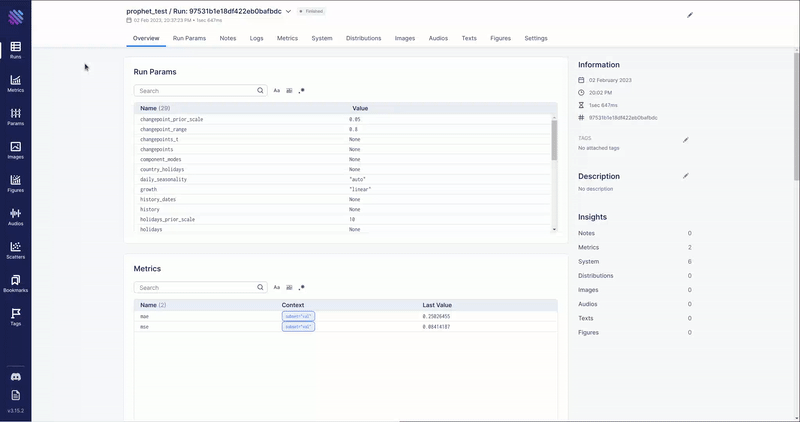 prophet_test / Run: 97531b1e18df422eb0bafbdc
Finished
02 Feb 2023, 20:37:23 PM • 1sec 647ms
Overview
Run Params
Notes
Logs
Metrics
System
Distributions
Images
Audios
Texts
Figures
Settings
Runs
Metrics
Params
Images
Figures
Audios
Scatters
Bookmarks
Tags
v3.15.2
Run Params
Search
Aa
Name (29) Value
changepoint_prior_scale 0.05
changepoint_range 0.8
changepoints_t None
changepoints None
component_modes None
country_holidays None
daily_seasonality "auto"
growth "linear"
history_dates None
history None
holidays_prior_scale 10
holidays None
Metrics
Search
Aa
Name (2) Context Last Value
mae subset="val" 0.25026455
mse subset="val" 0.08414187
Information
02 February 2023
20:02 PM
1sec 647ms
97531b1e18df422eb0bafbdc
TAGS
No attached tags
Description
No description
Insights
Notes 0
Metrics 2
System 6
Distributions 0
Images 0
Audios 0
Texts 0
Figures 0